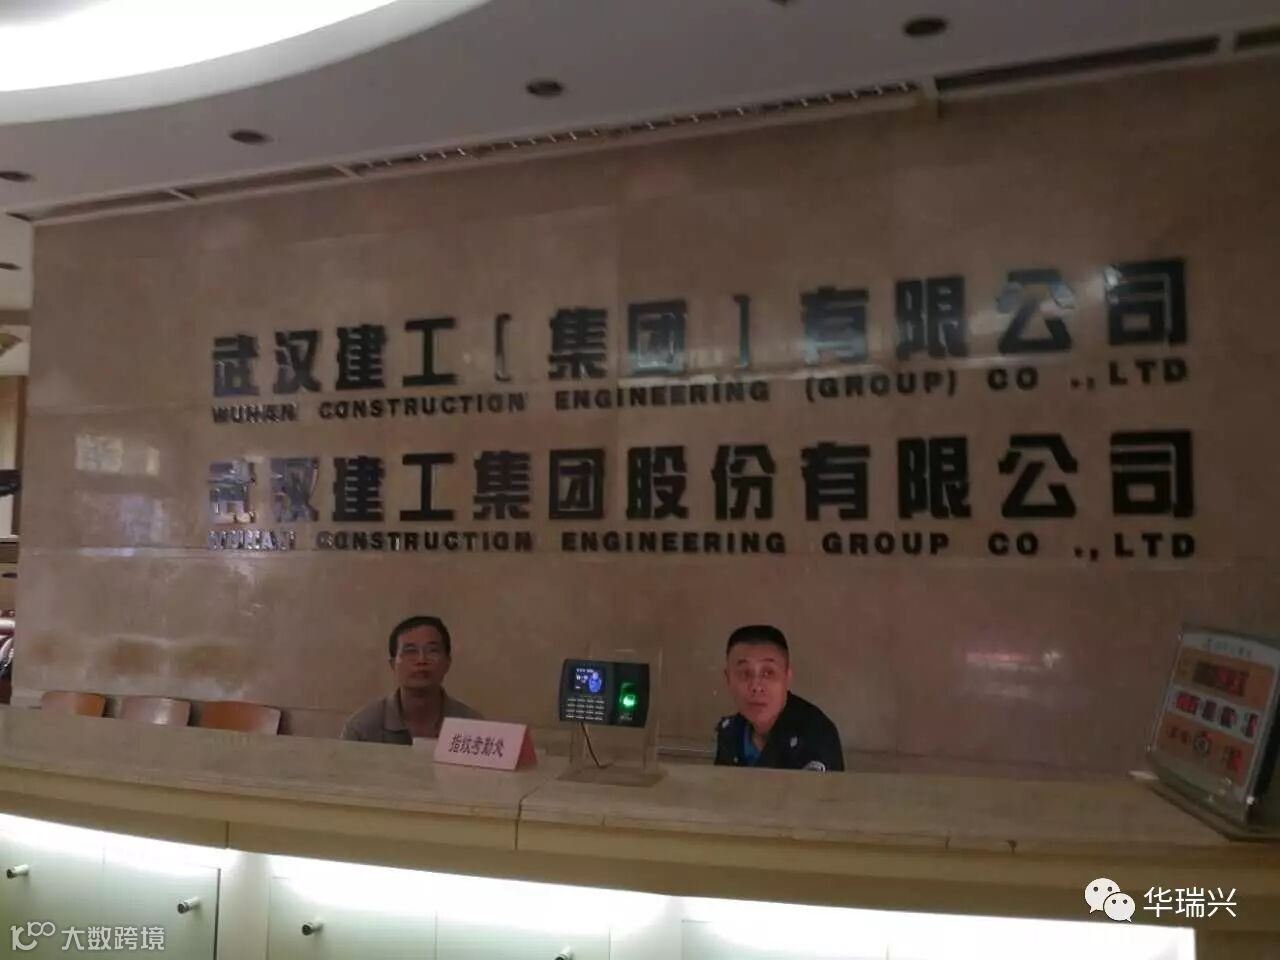 武汉建工（集团）有限公司
WUHAN CONSTRUCTION ENGINEERING (GROUP) CO .,LTD
武汉建工集团股份有限公司
WUHAN CONSTRUCTION ENGINEERING GROUP CO .,LTD
指纹考勤处
华瑞兴
大数跨境